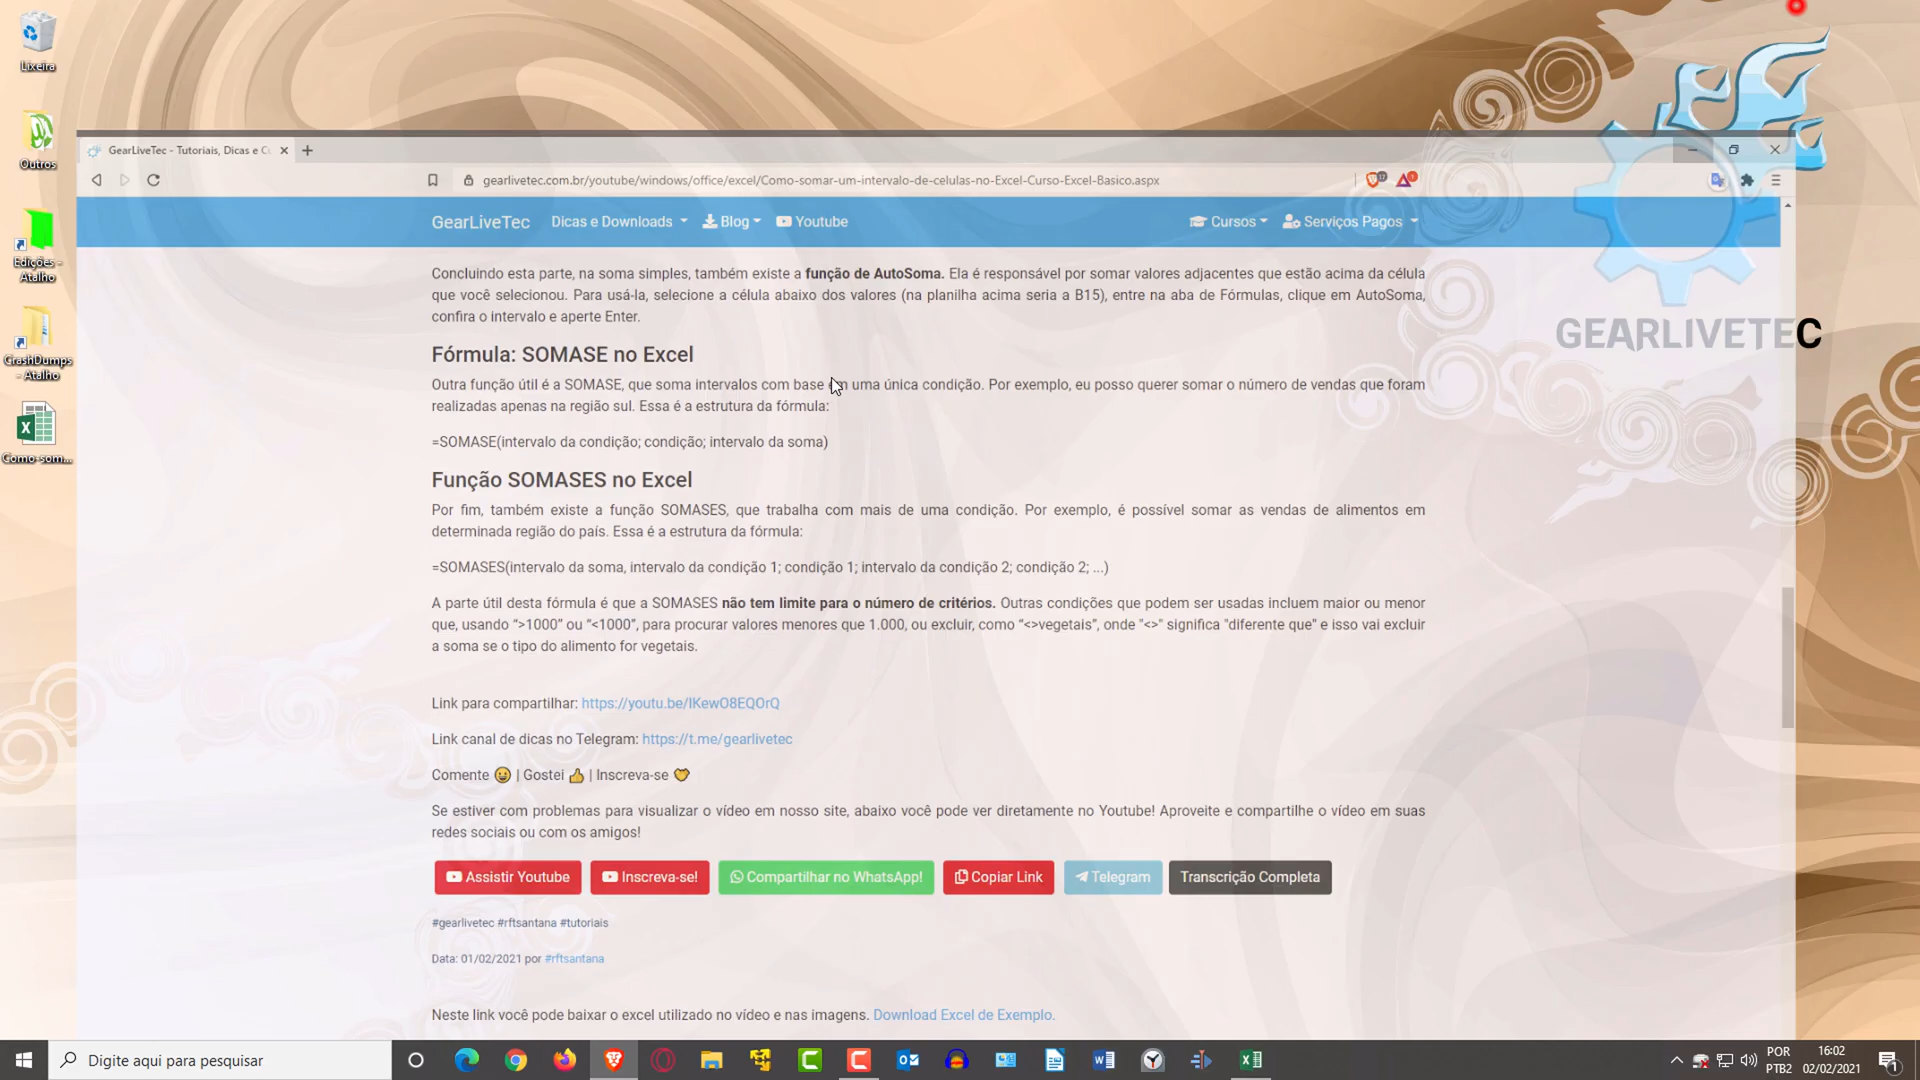 Lixeira
Outros
Edições -
Atalho
CrashDumps
- Atalho
Como-som...
GEARLIVETEC
GearLiveTec - Tutoriais, Dicas e C
gearlivetec.com.br/youtube/windows/office/excel/Como-somar-um-intervalo-de-celulas-no-Excel-Curso-Excel-Basico.aspx
GearLiveTec Dicas e Downloads Blog Youtube Cursos Serviços Pagos
Concluindo esta parte, na soma simples, também existe a função de AutoSoma. Ela é responsável por somar valores adjacentes que estão acima da célula
que você selecionou. Para usá-la, selecione a célula abaixo dos valores (na planilha acima seria a B15), entre na aba de Fórmulas, clique em AutoSoma,
confira o intervalo e aperte Enter.
Fórmula: SOMASE no Excel
Outra função útil é a SOMASE, que soma intervalos com base em uma única condição. Por exemplo, eu posso querer somar o número de vendas que foram
realizadas apenas na região sul. Essa é a estrutura da fórmula:
=SOMASE(intervalo da condição; condição; intervalo da soma)
Função SOMASES no Excel
Por fim, também existe a função SOMASES, que trabalha com mais de uma condição. Por exemplo, é possível somar as vendas de alimentos em
determinada região do país. Essa é a estrutura da fórmula:
=SOMASES(intervalo da soma, intervalo da condição 1; condição 1; intervalo da condição 2; condição 2; ...)
A parte útil desta fórmula é que a SOMASES não tem limite para o número de critérios. Outras condições que podem ser usadas incluem maior ou menor
que, usando “>1000” ou “<1000”, para procurar valores menores que 1.000, ou excluir, como “<>vegetais”, onde "<>" significa "diferente que" e isso vai excluir
a soma se o tipo do alimento for vegetais.
Link para compartilhar: https://youtu.be/IKewO8EQOrQ
Link canal de dicas no Telegram: https://t.me/gearlivetec
Comente 😀 | Gostei 👍 | Inscreva-se 🤝
Se estiver com problemas para visualizar o vídeo em nosso site, abaixo você pode ver diretamente no Youtube! Aproveite e compartilhe o vídeo em suas
redes sociais ou com os amigos!
Assistir Youtube Inscreva-se! Compartilhar no WhatsApp! Copiar Link Telegram Transcrição Completa
#gearlivetec #rftsantana #tutoriais
Data: 01/02/2021 por #rftsantana
Neste link você pode baixar o excel utilizado no vídeo e nas imagens. Download Excel de Exemplo.
Digite aqui para pesquisar
POR
PTB2
16:02
02/02/2021